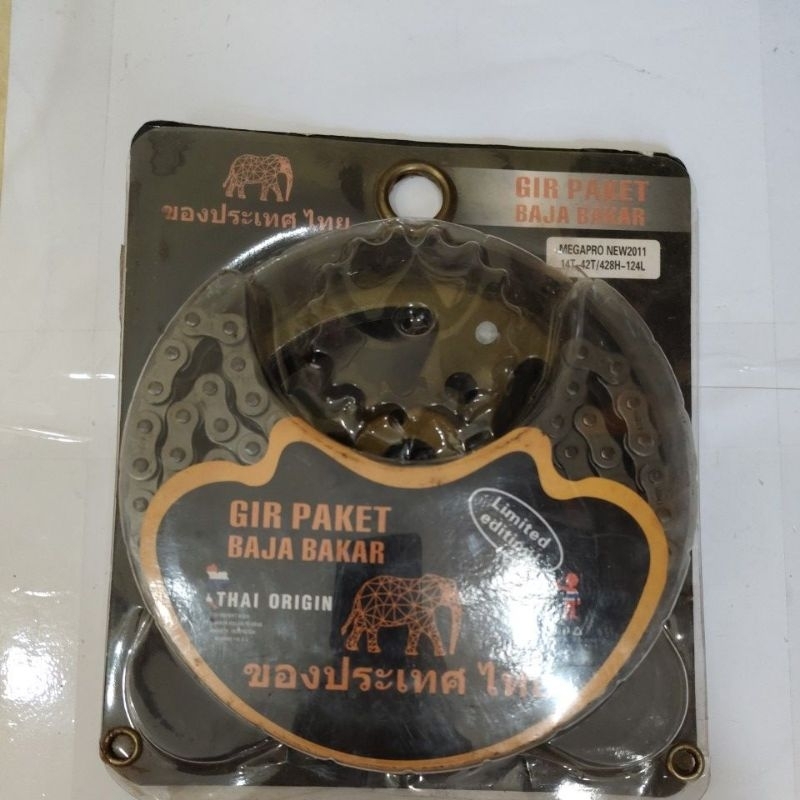 ของประเทศ ไทย
GIR PAKET
BAJA BAKAR
MEGAPRO NEW2011
14T-42T/428H-124L
GIR PAKET
BAJA BAKAR
Limited
edition
THAI ORIGIN
ของประเทศ ไทย